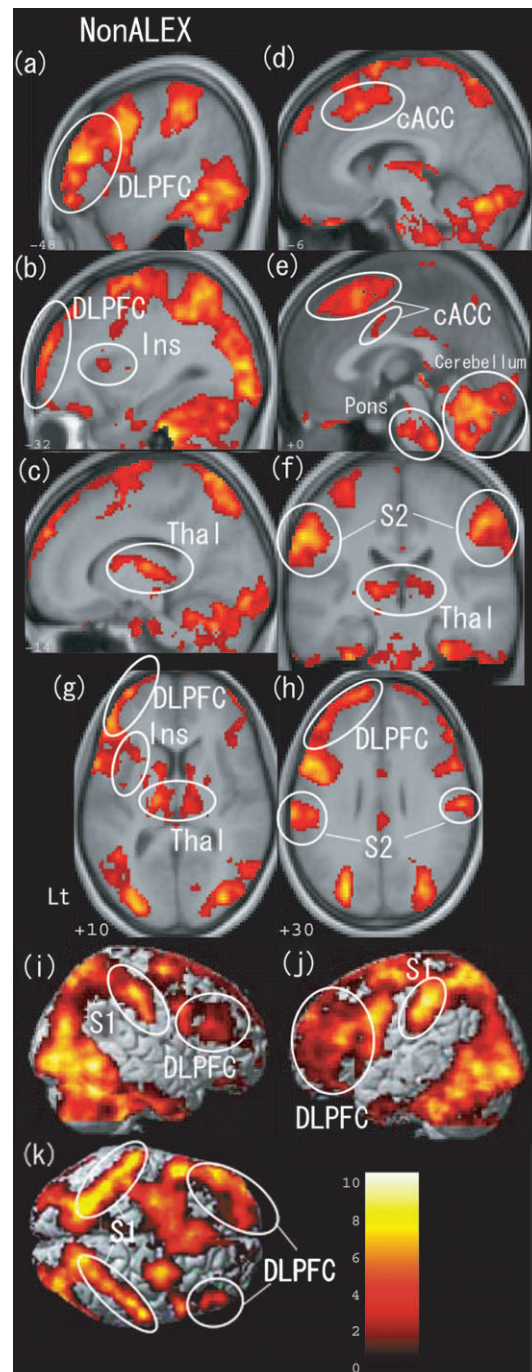 NonALEX
(a)
DLPFC
-48
(d)
cACC
-6
(b)
DLPFC
Ins
-32
(e)
cACC
Cerebellum
Pons
+0
(c)
Thal
-14
(f)
S2
Thal
(g)
DLPFC
Ins
Thal
Lt
+10
(h)
DLPFC
S2
+30
(i)
S1
DLPFC
(j)
S1
DLPFC
(k)
S1
DLPFC
10
8
6
4
2
0